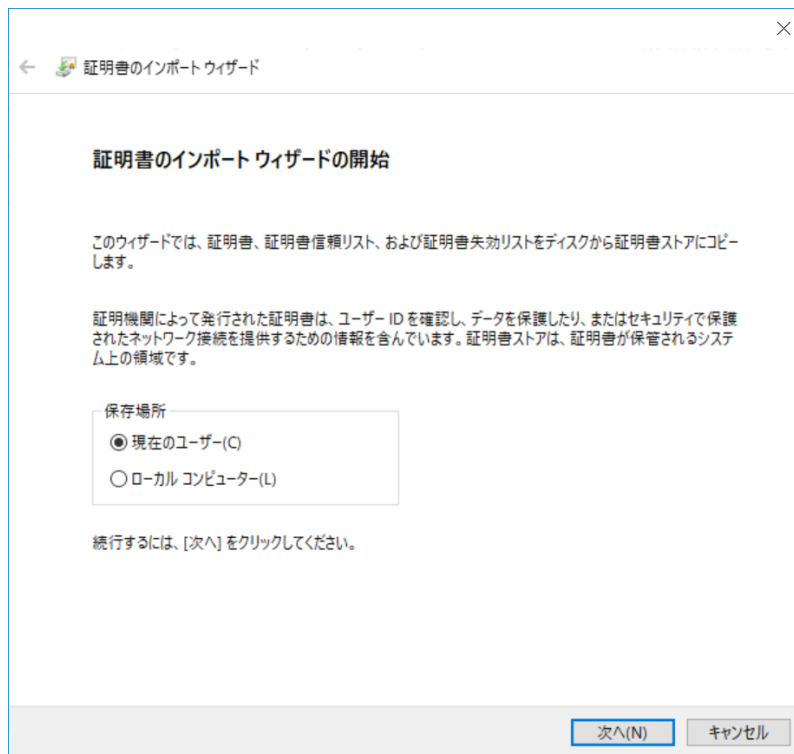 証明書のインポート ウィザード
証明書のインポート ウィザードの開始
このウィザードでは、証明書、証明書信頼リスト、および証明書失効リストをディスクから証明書ストアにコピー
します。
証明機関によって発行された証明書は、ユーザー ID を確認し、データを保護したり、またはセキュリティで保護
されたネットワーク接続を提供するための情報を含んでいます。証明書ストアは、証明書が保管されるシステ
ム上の領域です。
保存場所
現在のユーザー(C)
ローカル コンピューター(L)
続行するには、[次へ] をクリックしてください。
次へ(N)
キャンセル